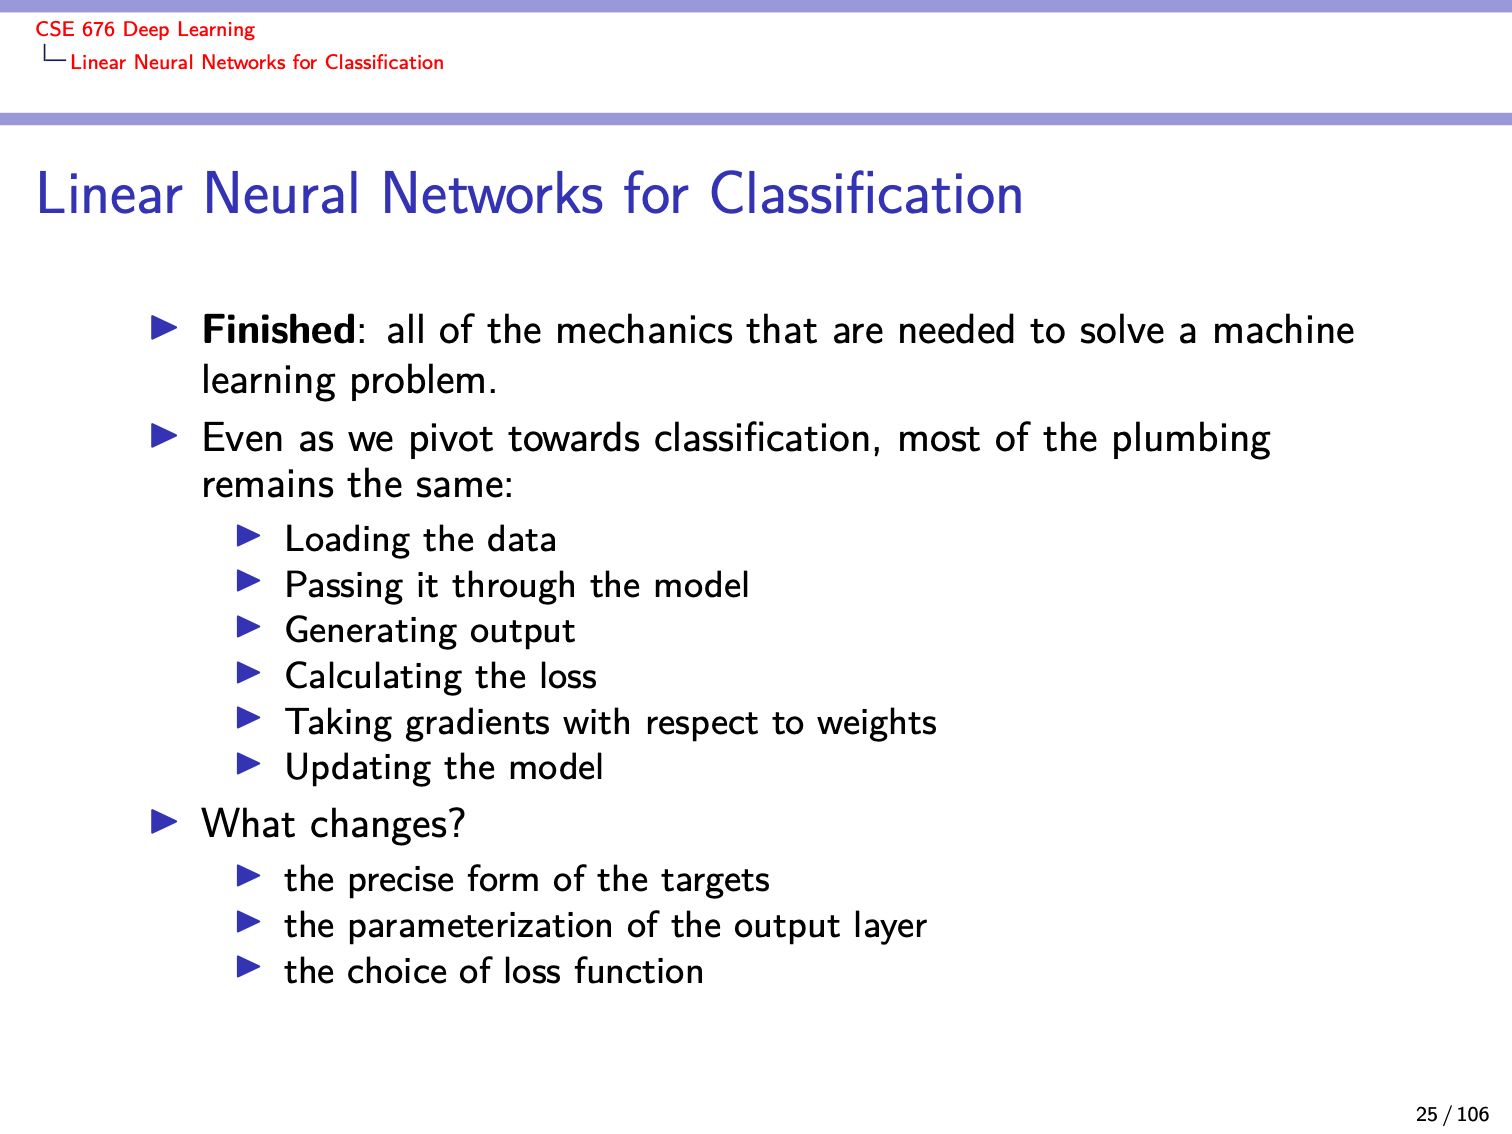 CSE 676 Deep Learning
Linear Neural Networks for Classification
Linear Neural Networks for Classification
Finished: all of the mechanics that are needed to solve a machine
learning problem.
Even as we pivot towards classification, most of the plumbing
remains the same:
Loading the data
Passing it through the model
Generating output
Calculating the loss
Taking gradients with respect to weights
Updating the model
What changes?
the precise form of the targets
the parameterization of the output layer
the choice of loss function
25 / 106